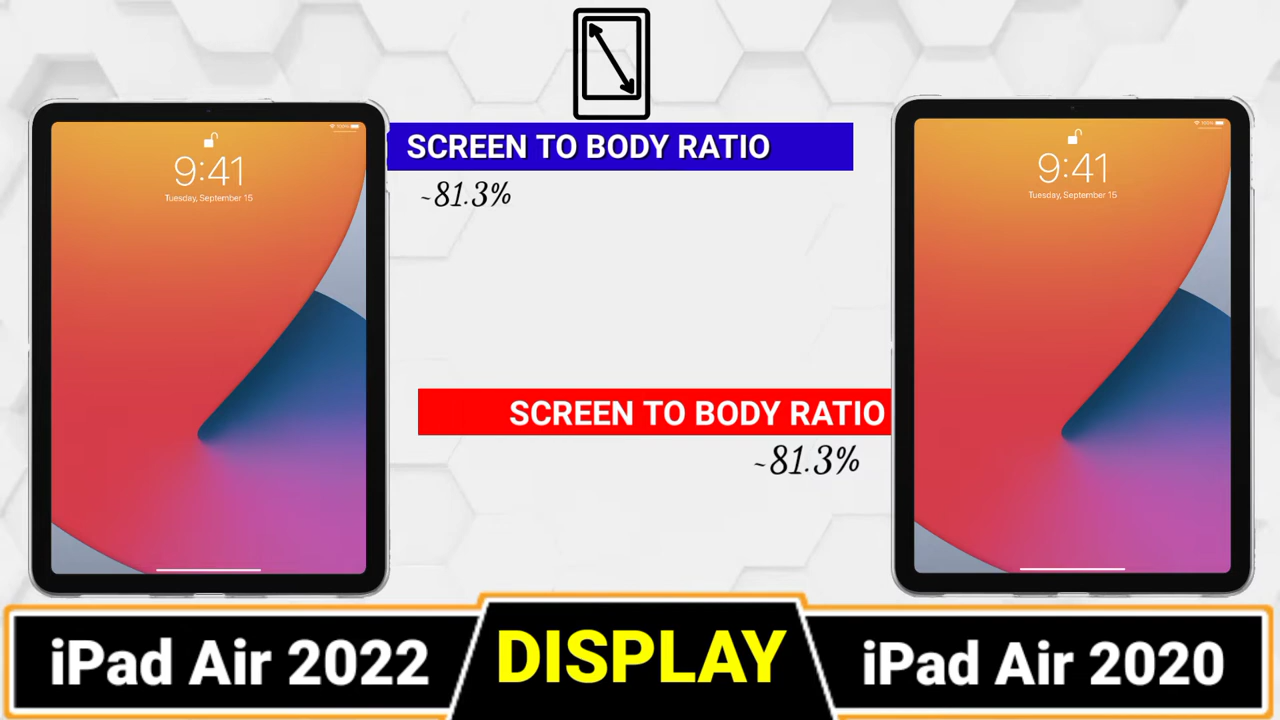 SCREEN TO BODY RATIO
~81.3%
9:41
Tuesday, September 15
9:41
Tuesday, September 15
SCREEN TO BODY RATIO
~81.3%
iPad Air 2022
DISPLAY
iPad Air 2020